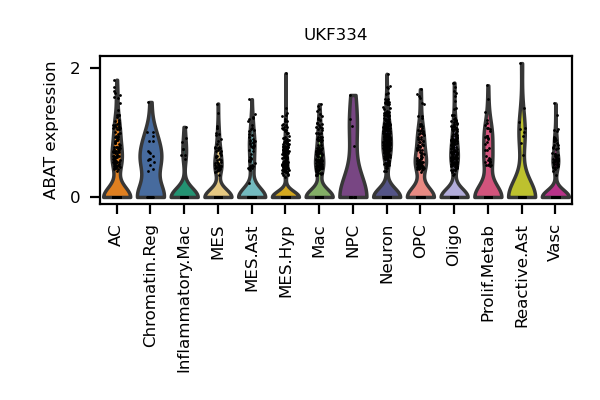 UKF334
ABAT expression
2
0
AC
Chromatin.Reg
Inflammatory.Mac
MES
MES.Ast
MES.Hyp
Mac
NPC
Neuron
OPC
Oligo
Prolif.Metab
Reactive.Ast
Vasc